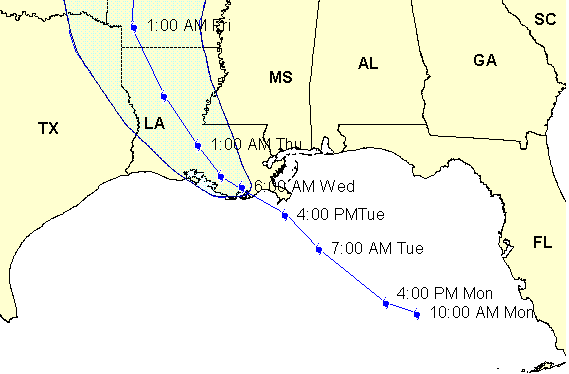 1:00 AM Fri
SC
GA
AL
MS
TX
LA
1:00 AM Thu
6:00 AM Wed
4:00 PMTue
7:00 AM Tue
FL
4:00 PM Mon
10:00 AM Mon